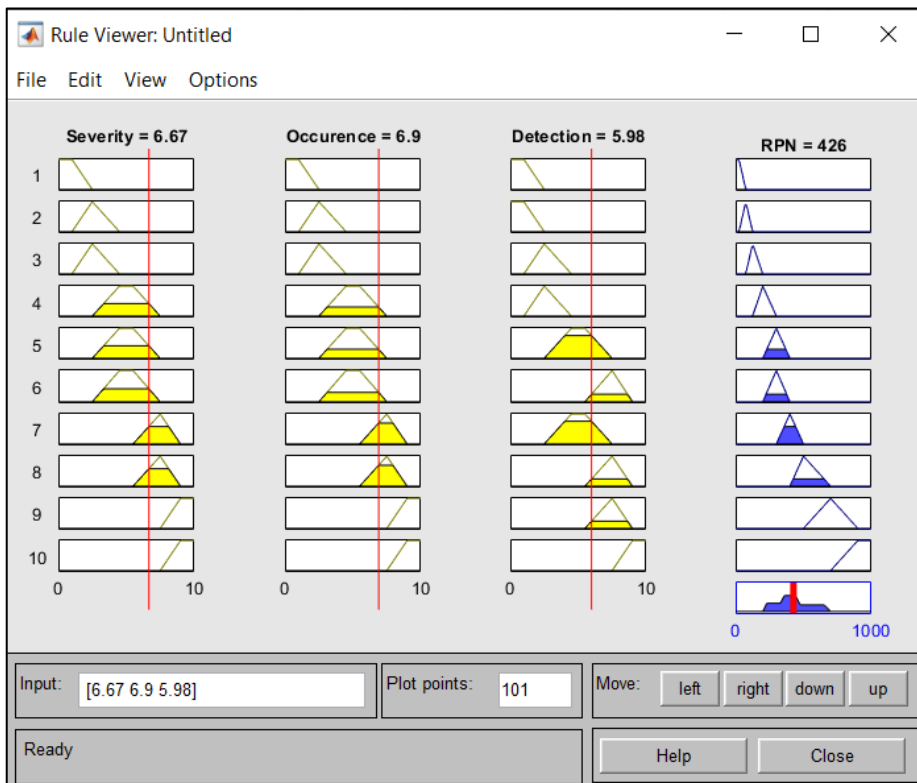 Rule Viewer: Untitled
File Edit View Options
Severity = 6.67 Occurence = 6.9 Detection = 5.98 RPN = 426
1
2
3
4
5
6
7
8
9
10
0 10 0 10 0 10
0 1000
Input: [6.67 6.9 5.98] Plot points: 101 Move: left right down up
Ready Help Close